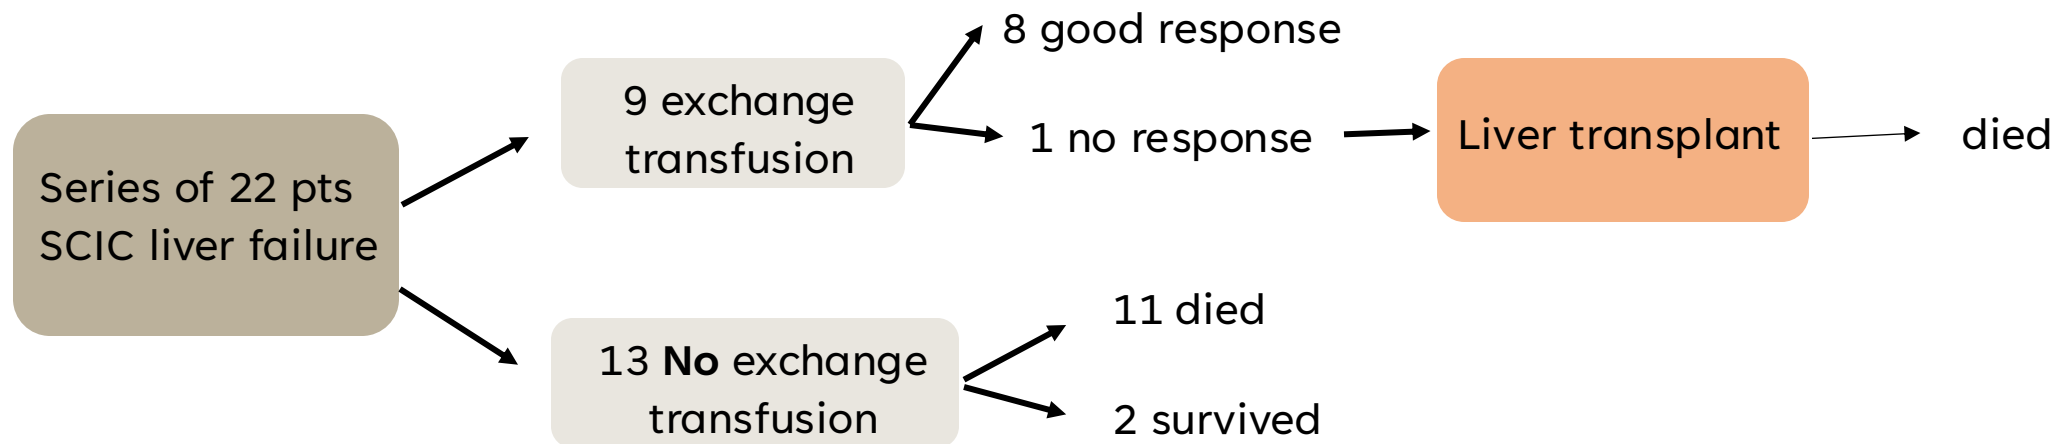 Series of 22 pts
SCIC liver failure
9 exchange
transfusion
8 good response
1 no response
Liver transplant
died
13 No exchange
transfusion
11 died
2 survived